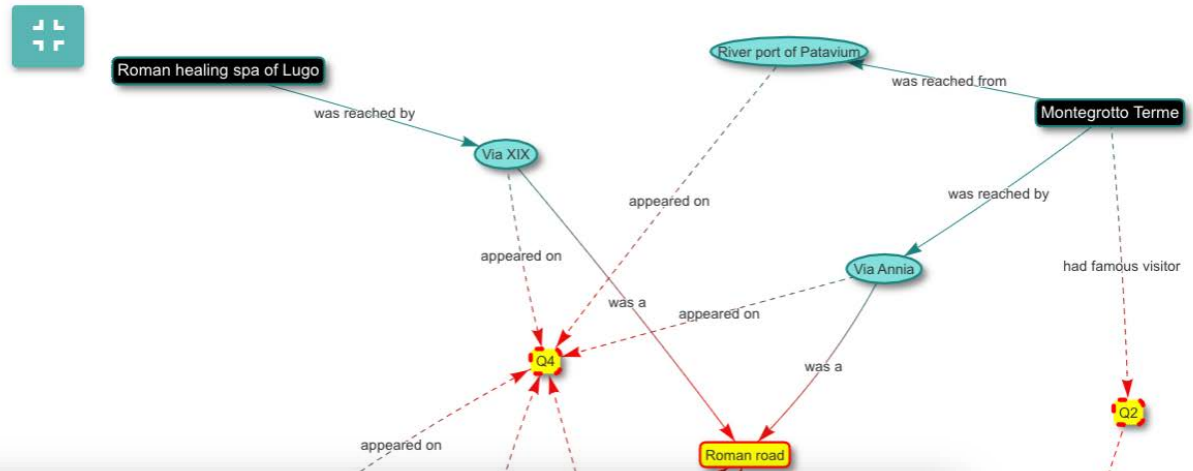 River port of Patavium
Roman healing spa of Lugo
was reached from
was reached by
Montegrotto Terme
Via XIX
was reached by
appeared on
appeared on
Via Annia
had famous visitor
was a
appeared on
Q4
was a
Q2
appeared on
Roman road